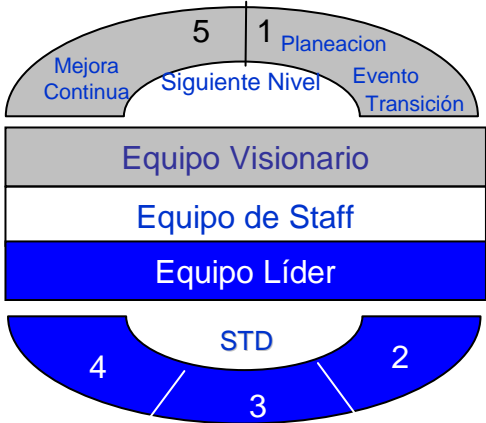 5
1
Planeacion
Mejora
Continua
Siguiente Nivel
Evento
Transición
Equipo Visionario
Equipo de Staff
Equipo Líder
STD
4
3
2